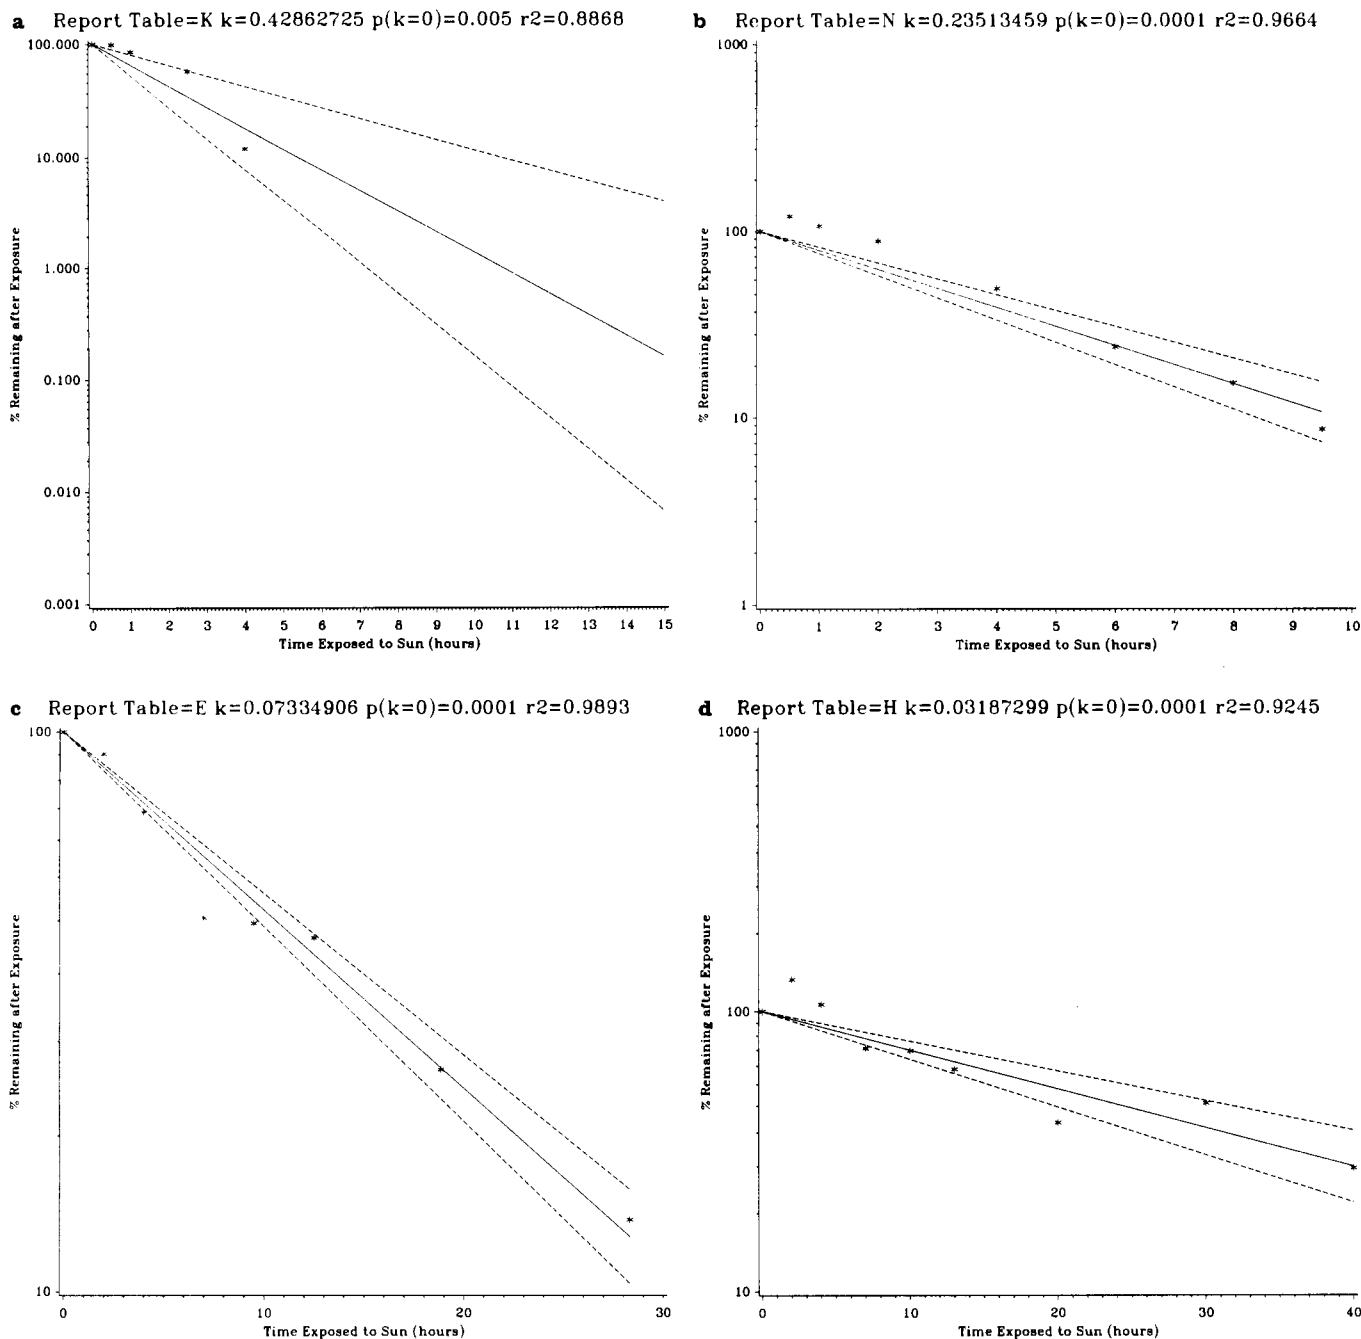 a Report Table=K k=0.42862725 p(k=0)=0.005 r2=0.8868
100.000
10.000
1.000
0.100
0.010
0.001
% Remaining after Exposure
0 1 2 3 4 5 6 7 8 9 10 11 12 13 14 15
Time Exposed to Sun (hours)
b Report Table=N k=0.23513459 p(k=0)=0.0001 r2=0.9664
1000
100
10
1
% Remaining after Exposure
0 1 2 3 4 5 6 7 8 9 10
Time Exposed to Sun (hours)
c Report Table=E k=0.07334906 p(k=0)=0.0001 r2=0.9893
100
10
% Remaining after Exposure
0 10 20 30
Time Exposed to Sun (hours)
d Report Table=H k=0.03187299 p(k=0)=0.0001 r2=0.9245
1000
100
10
% Remaining after Exposure
0 10 20 30 40
Time Exposed to Sun (hours)